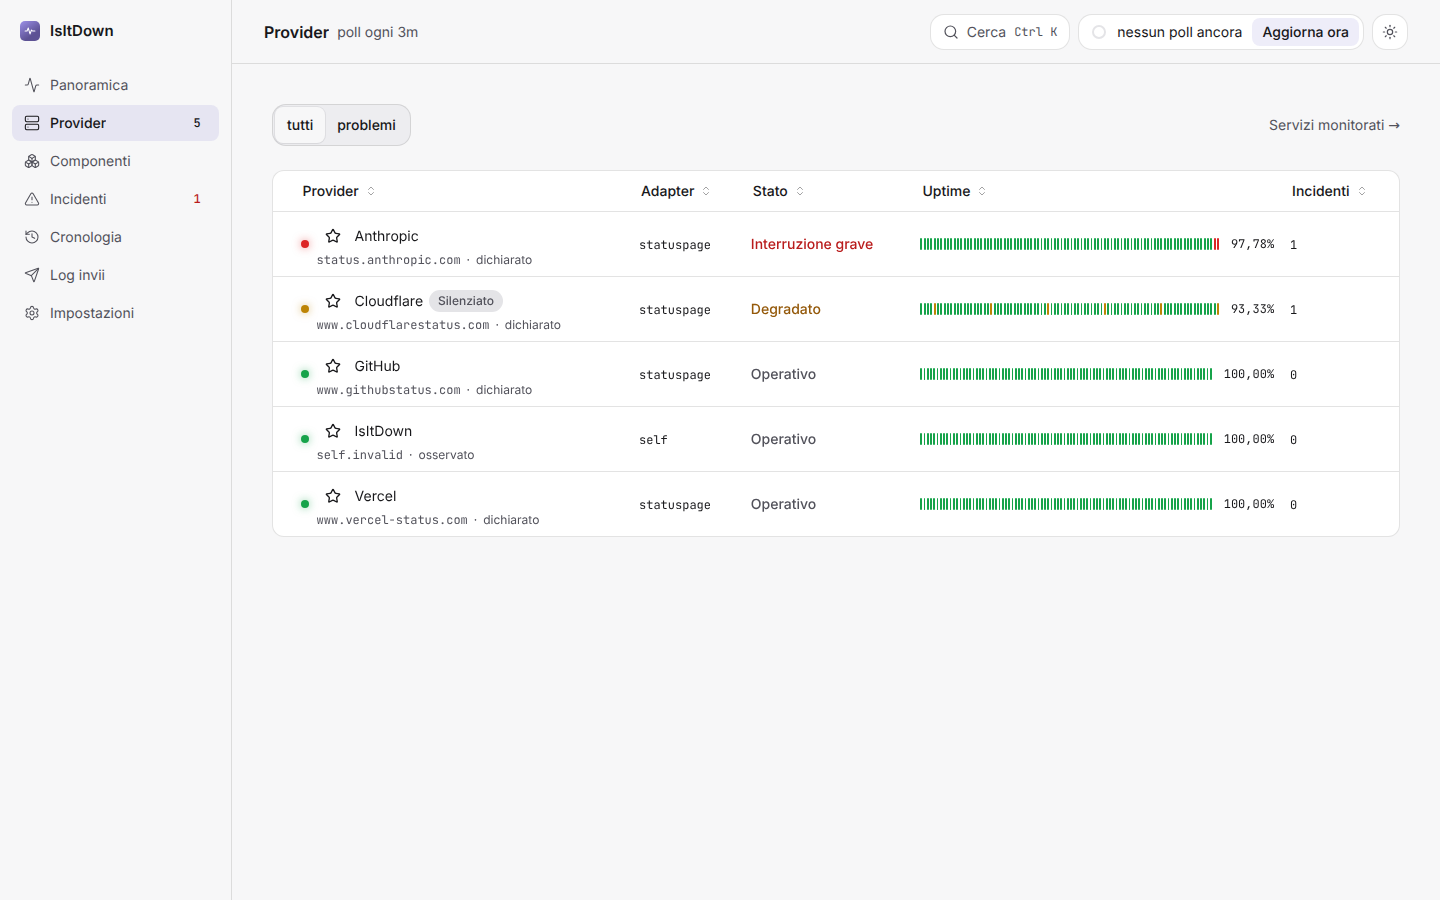 IsItDown
Panoramica
Provider 5
Componenti
Incidenti 1
Cronologia
Log invii
Impostazioni
Provider poll ogni 3m
Cerca Ctrl K
nessun poll ancora Aggiorna ora
tutti problemi
Servizi monitorati →
Provider Adapter Stato Uptime Incidenti
Anthropic
status.anthropic.com · dichiarato
statuspage Interruzione grave 97,78% 1
Cloudflare Silenziato
www.cloudflarestatus.com · dichiarato
statuspage Degradato 93,33% 1
GitHub
www.githubstatus.com · dichiarato
statuspage Operativo 100,00% 0
IsItDown
self.invalid · osservato
self Operativo 100,00% 0
Vercel
www.vercel-status.com · dichiarato
statuspage Operativo 100,00% 0